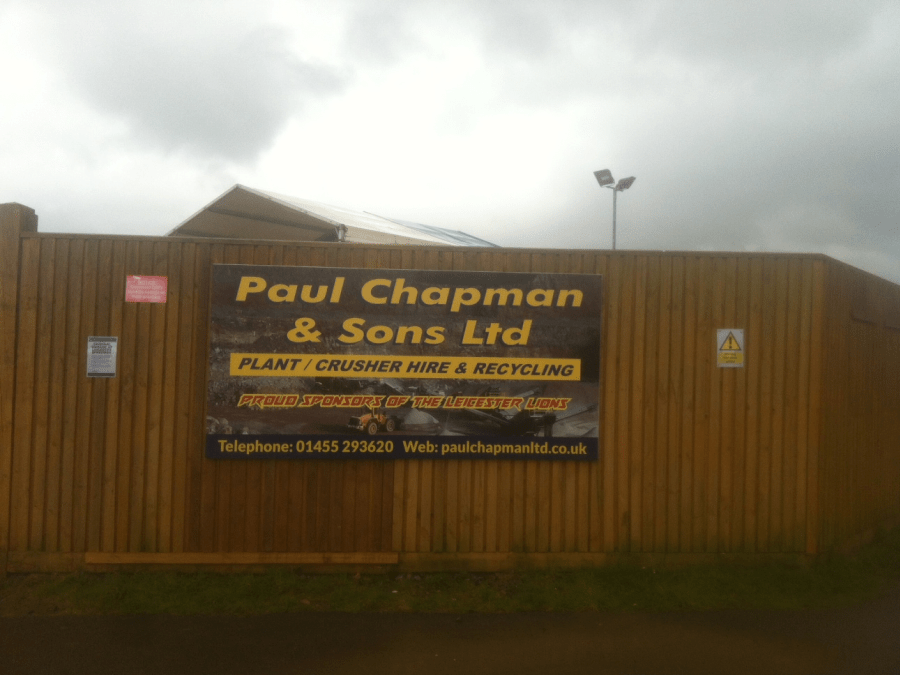 Paul Chapman
& Sons Ltd
PLANT / CRUSHER HIRE & RECYCLING
PROUD SPONSORS OF THE LEICESTER LIONS
Telephone: 01455 293620 Web: paulchapmanltd.co.uk